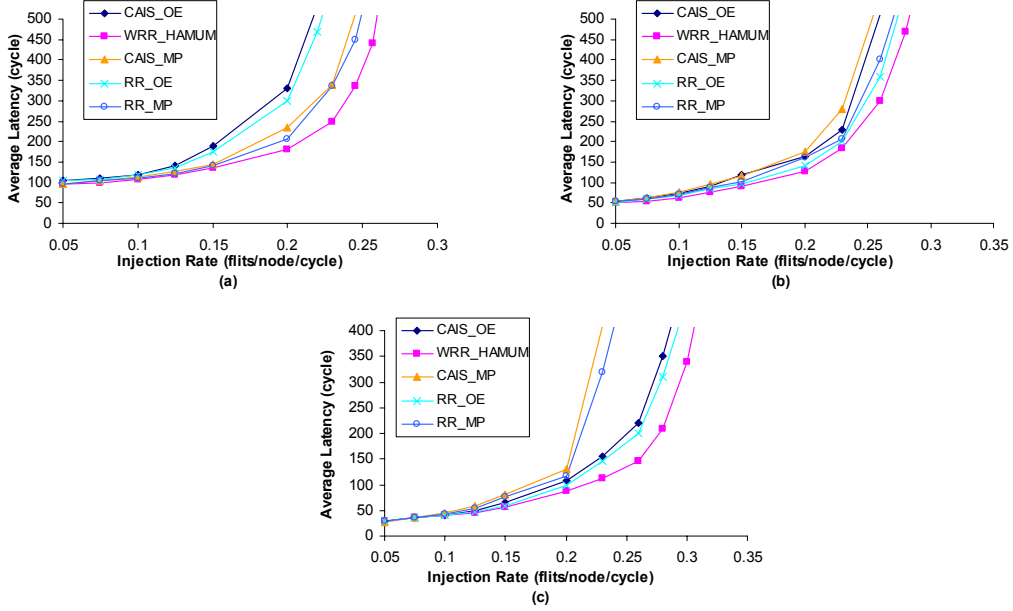 500
450
400
350
300
250
200
150
100
50
0
Average Latency (cycle)
CAIS_OE
WRR_HAMUM
CAIS_MP
RR_OE
RR_MP
0.05 0.1 0.15 0.2 0.25 0.3
Injection Rate (flits/node/cycle)
(a)
500
450
400
350
300
250
200
150
100
50
0
Average Latency (cycle)
CAIS_OE
WRR_HAMUM
CAIS_MP
RR_OE
RR_MP
0.05 0.1 0.15 0.2 0.25 0.3 0.35
Injection Rate (flits/node/cycle)
(b)
400
350
300
250
200
150
100
50
0
Average Latency (cycle)
CAIS_OE
WRR_HAMUM
CAIS_MP
RR_OE
RR_MP
0.05 0.1 0.15 0.2 0.25 0.3 0.35
Injection Rate (flits/node/cycle)
(c)